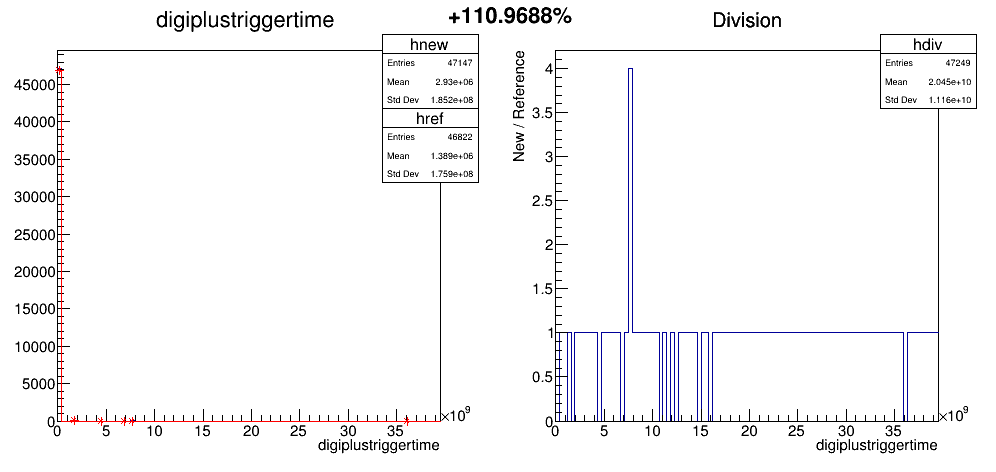 digiplustriggertime
+110.9688%
Division
hnew
Entries 47147
Mean 2.93e+06
Std Dev 1.852e+08
href
Entries 46822
Mean 1.389e+06
Std Dev 1.759e+08
45000
40000
35000
30000
25000
20000
15000
10000
5000
0
0 5 10 15 20 25 30 35
×10^9
digiplustriggertime
hdiv
Entries 47249
Mean 2.045e+10
Std Dev 1.116e+10
New / Reference
4
3.5
3
2.5
2
1.5
1
0.5
0
0 5 10 15 20 25 30 35
×10^9
digiplustriggertime